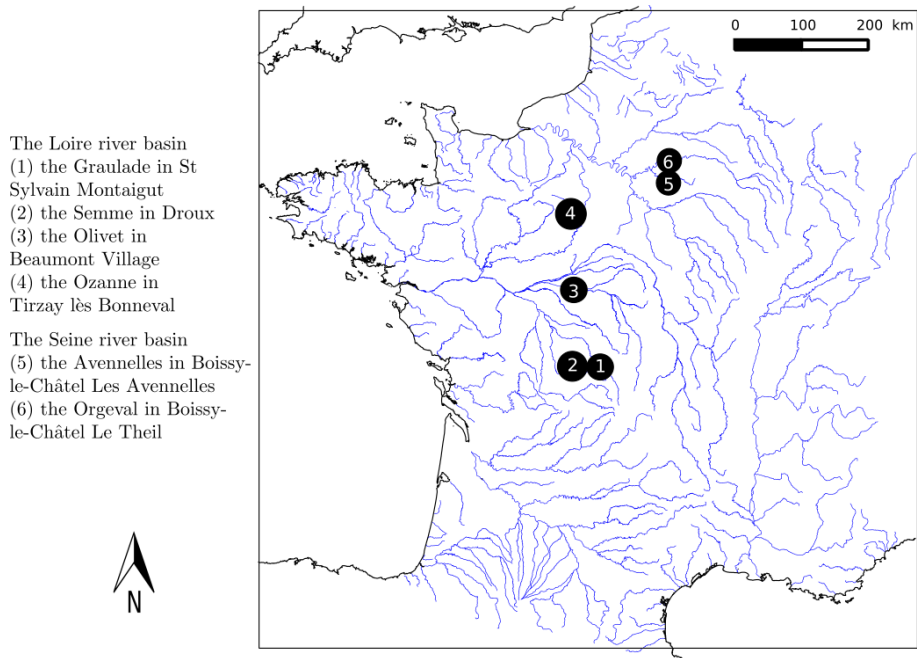 0 100 200 km
The Loire river basin
(1) the Graulade in St
Sylvain Montaigut
(2) the Semme in Droux
(3) the Olivet in
Beaumont Village
(4) the Ozanne in
Tirzay lès Bonneval
The Seine river basin
(5) the Avennelles in Boissy-
le-Châtel Les Avennelles
(6) the Orgeval in Boissy-
le-Châtel Le Theil
6
5
4
3
2 1
N